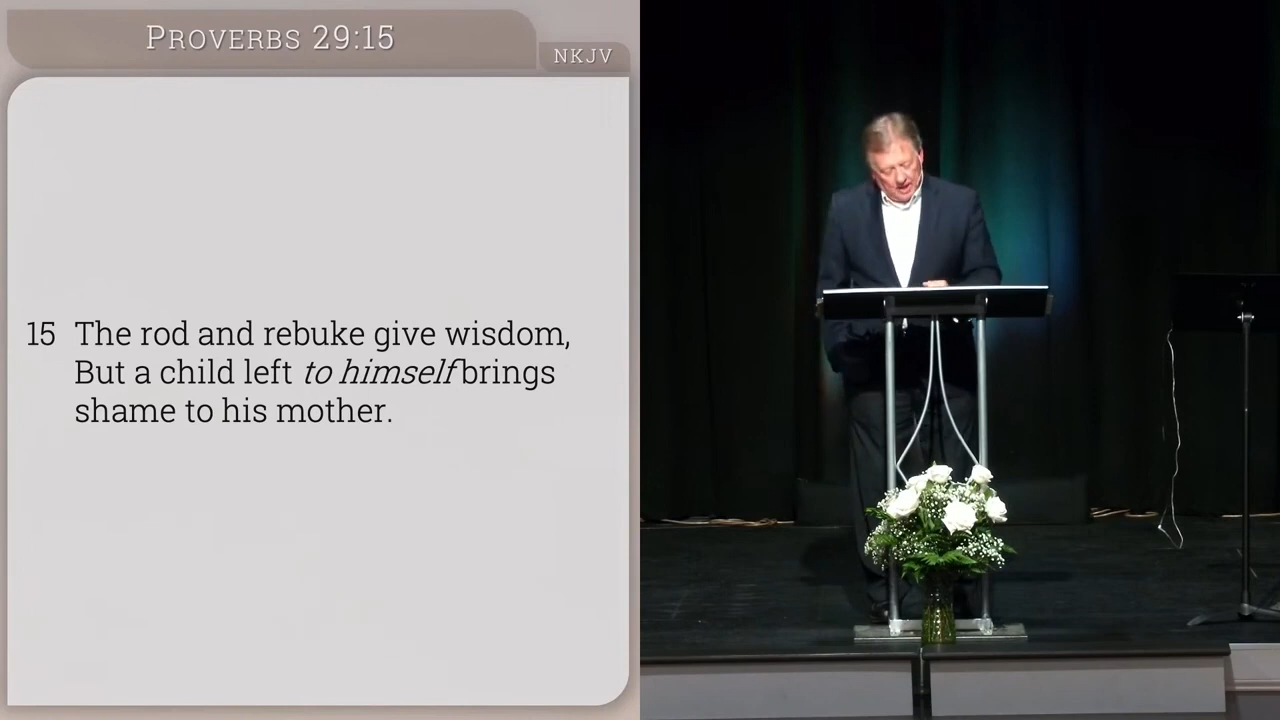 Proverbs 29:15
NKJV
15 The rod and rebuke give wisdom,
But a child left to himself brings
shame to his mother.